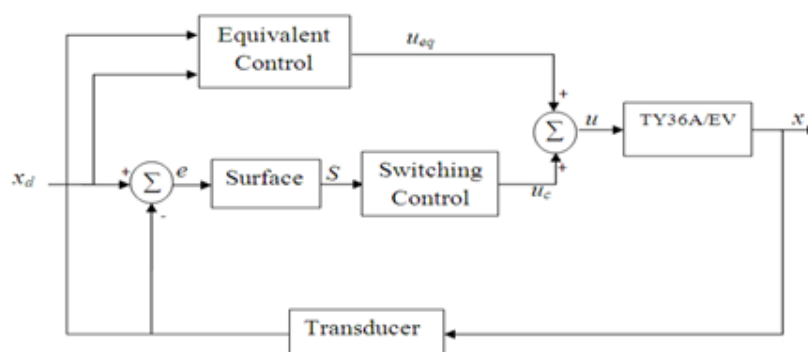 Equivalent
Control
u_eq
+
Σ
u
TY36A/EV
x
x_d
+
Σ
-
e
Surface
S
Switching
Control
u_c
+
Transducer